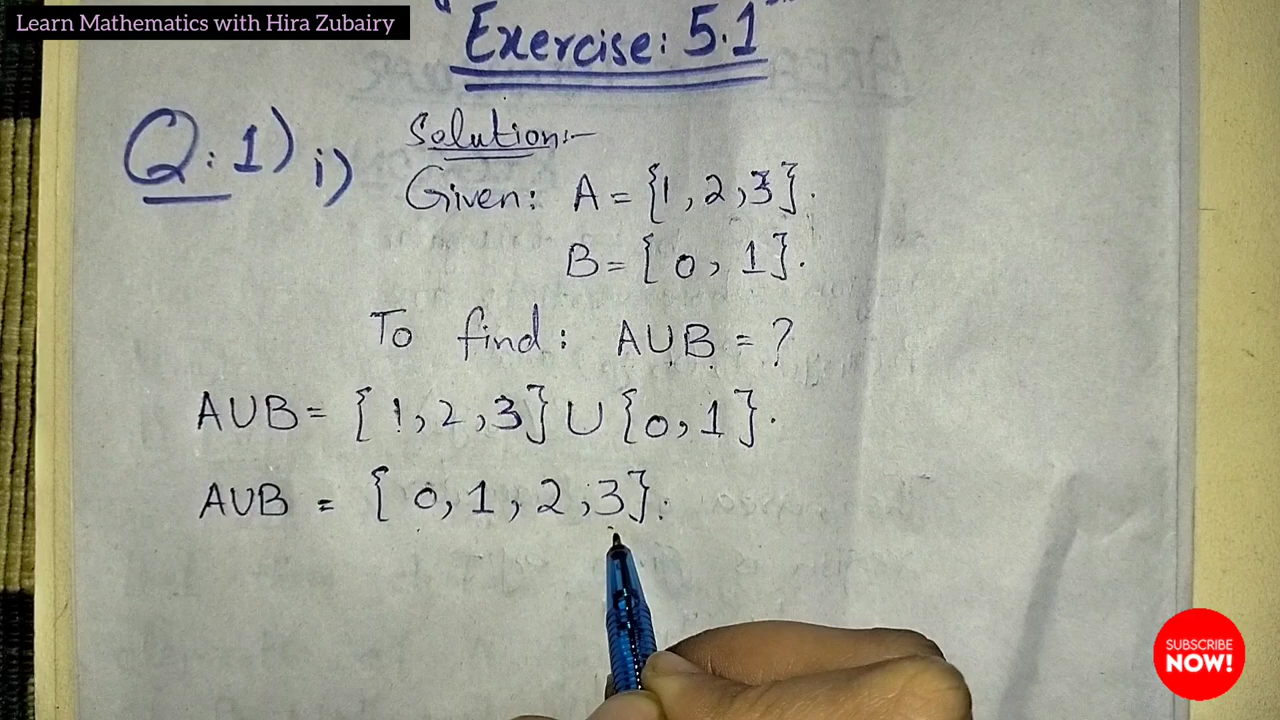 Learn Mathematics with Hira Zubairy
Exercise: 5.1
Q:1) i) Solution:-
Given: A = {1, 2, 3}.
B = { 0, 1}.
To find: AUB = ?
AUB = { 1, 2, 3} U {0, 1}.
AUB = { 0, 1, 2, 3}.
SUBSCRIBE
NOW!